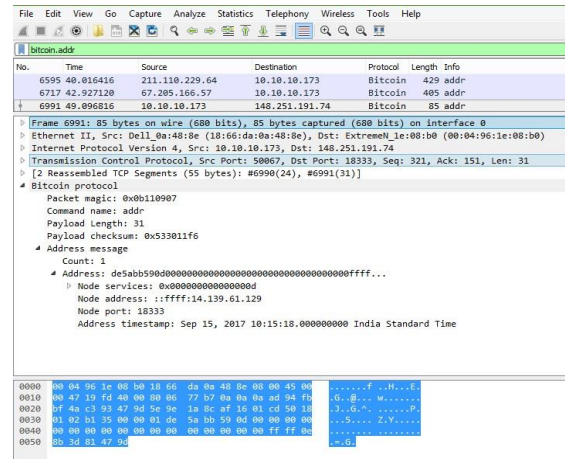 File Edit View Go Capture Analyze Statistics Telephony Wireless Tools Help
bitcoin.addr
No. Time Source Destination Protocol Length Info
6595 40.016416 211.110.229.64 10.10.10.173 Bitcoin 429 addr
6717 42.927120 67.205.166.57 10.10.10.173 Bitcoin 405 addr
6991 49.096816 10.10.10.173 148.251.191.74 Bitcoin 85 addr
Frame 6991: 85 bytes on wire (680 bits), 85 bytes captured (680 bits) on interface 0
Ethernet II, Src: Dell_0a:48:8e (18:66:da:0a:48:8e), Dst: ExtremeN_1e:08:b0 (00:04:96:1e:08:b0)
Internet Protocol Version 4, Src: 10.10.10.173, Dst: 148.251.191.74
Transmission Control Protocol, Src Port: 50067, Dst Port: 18333, Seq: 321, Ack: 151, Len: 31
[2 Reassembled TCP Segments (55 bytes): #6990(24), #6991(31)]
Bitcoin protocol
Packet magic: 0x0b110907
Command name: addr
Payload Length: 31
Payload checksum: 0x533011f6
Address message
Count: 1
Address: de5abb590d00000000000000000000000000000000ffff...
Node services: 0x000000000000000d
Node address: ::ffff:14.139.61.129
Node port: 18333
Address timestamp: Sep 15, 2017 10:15:18.000000000 India Standard Time
0000 00 04 96 1e 08 b0 18 66 da 0a 48 8e 08 00 45 00 .......f ..H...E.
0010 00 47 19 fd 40 00 80 06 77 b7 0a 0a 0a ad 94 fb .G..@... w.......
0020 bf 4a c3 93 47 9d 5e 9e 1a 8c af 16 01 cd 50 18 .J..G.^. ......P.
0030 01 02 b1 35 00 00 01 de 5a bb 59 0d 00 00 00 00 ...5.... Z.Y.....
0040 00 00 00 00 00 00 00 00 00 00 00 00 00 ff ff 0e ........ ........
0050 8b 3d 81 47 9d .=.G.